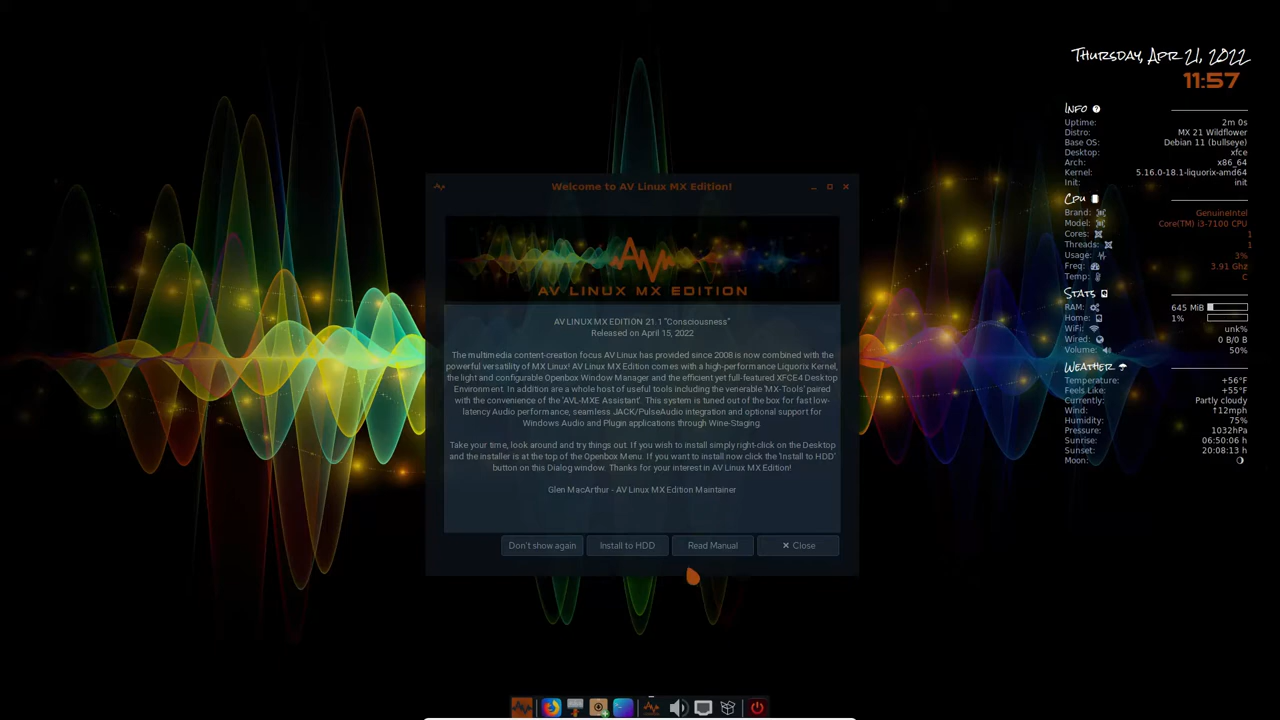 Thursday, Apr 21, 2022
11:57
Info
Uptime: 2m 0s
Distro: MX 21 Wildflower
Base OS: Debian 11 (bullseye)
Desktop: xfce
Arch: x86_64
Kernel: 5.16.0-18.1-liquorix-amd64
Init: init
Cpu
Brand: GenuineIntel
Model: Core(TM) i3-7100 CPU
Cores: 1
Threads: 1
Usage: 3%
Freq: 3.91 Ghz
Temp: C
Stats
RAM: 645 MiB
Home: 1%
WiFi: unk%
Wired: 0 B/0 B
Volume: 50%
Weather
Temperature: +56°F
Feels Like: +55°F
Currently: Partly cloudy
Wind: ↑12mph
Humidity: 75%
Pressure: 1032hPa
Sunrise: 06:50:06 h
Sunset: 20:08:13 h
Moon:
Welcome to AV Linux MX Edition!
AV LINUX MX EDITION
AV LINUX MX EDITION 21.1 "Consciousness"
Released on April 15, 2022
The multimedia content-creation focus AV Linux has provided since 2008 is now combined with the
powerful versatility of MX Linux! AV Linux MX Edition comes with a high-performance Liquorix Kernel,
the light and configurable Openbox Window Manager and the efficient yet full-featured XFCE4 Desktop
Environment. In addition are a whole host of useful tools including the venerable 'MX-Tools' paired
with the convenience of the 'AVL-MXE Assistant'. This system is tuned out of the box for fast low-
latency Audio performance, seamless JACK/PulseAudio integration and optional support for
Windows Audio and Plugin applications through Wine-Staging
Take your time, look around and try things out. If you wish to install simply right-click on the Desktop
and the installer is at the top of the Openbox Menu. If you want to install now click the 'Install to HDD'
button on this Dialog window. Thanks for your interest in AV Linux MX Edition!
Glen MacArthur - AV Linux MX Edition Maintainer
Don't show again
Install to HDD
Read Manual
Close